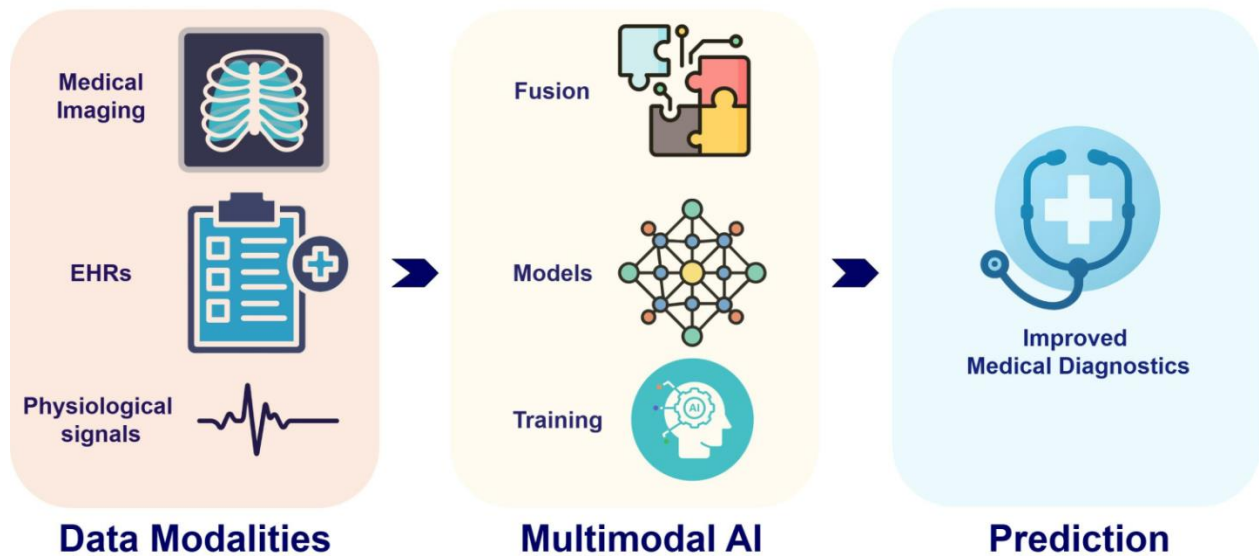 Medical
Imaging
EHRs
Physiological
signals
Data Modalities
Fusion
Models
Training
AI
Multimodal AI
Improved
Medical Diagnostics
Prediction